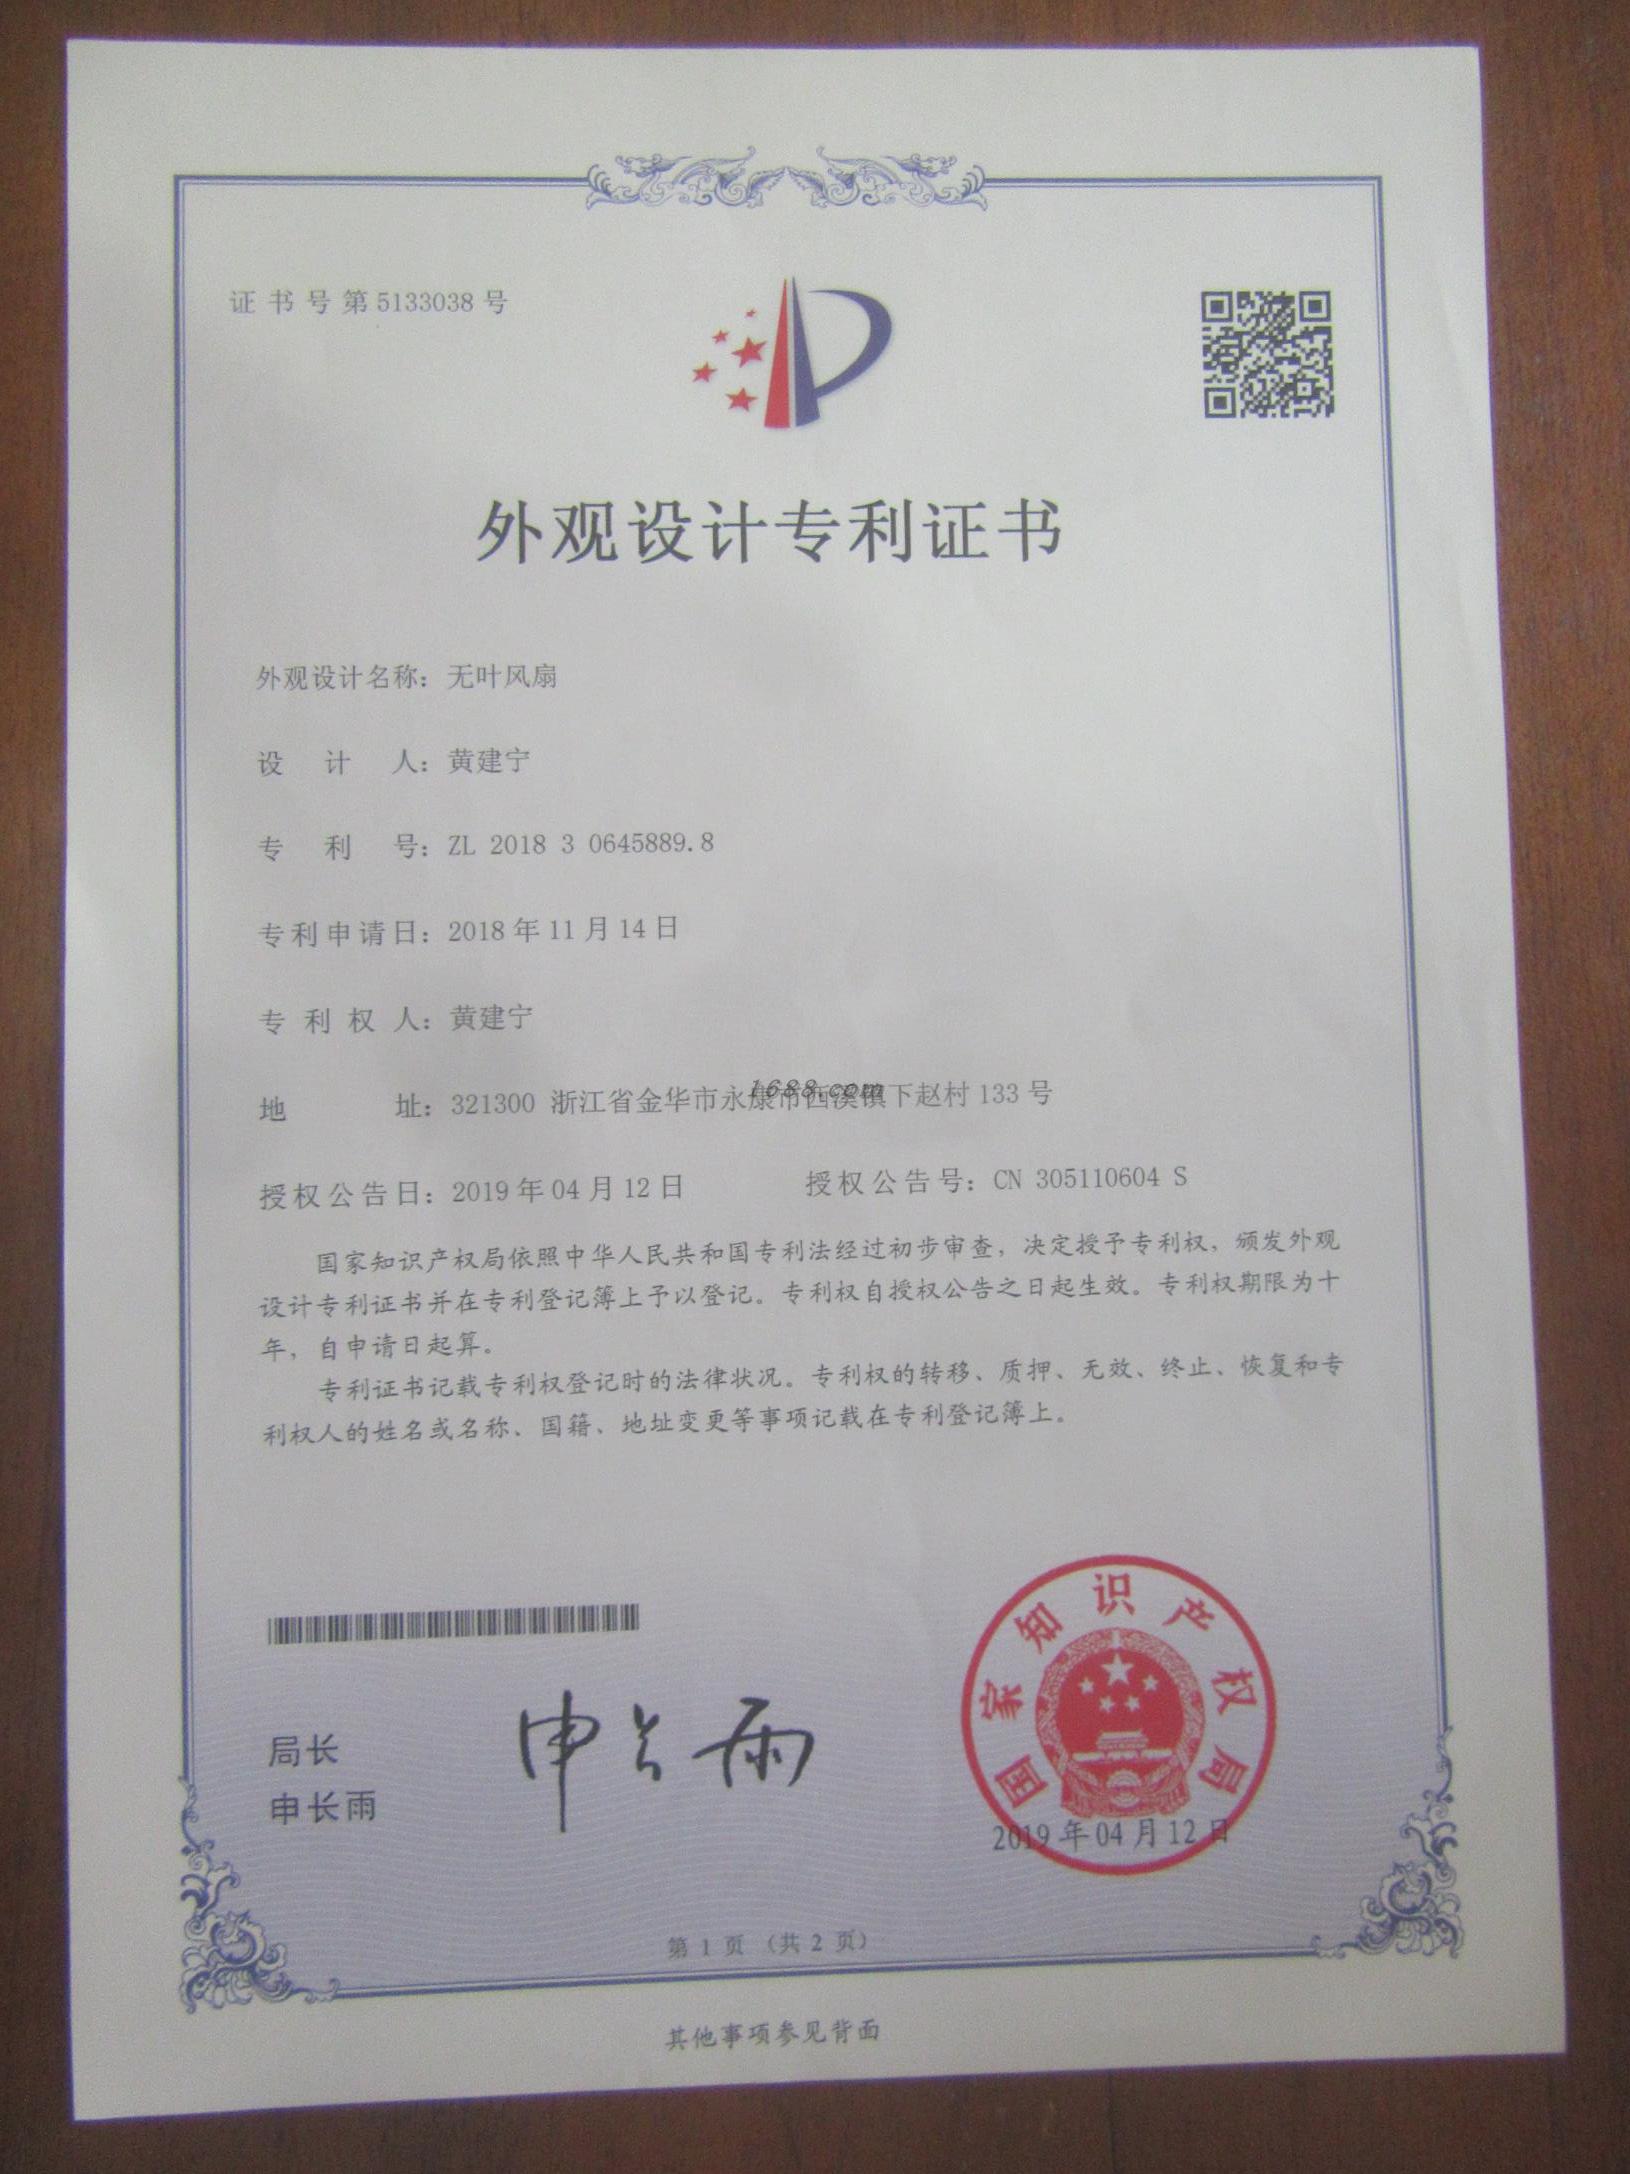 证书号第5133038号
外观设计专利证书
外观设计名称：无叶风扇
设计人：黄建宁
专利号：ZL 2018 3 0645889.8
专利申请日：2018年11月14日
专利权人：黄建宁
地址：321300 浙江省金华市永康市西溪镇下赵村133号
1688.com
授权公告日：2019年04月12日 授权公告号：CN 305110604 S
国家知识产权局依照中华人民共和国专利法经过初步审查，决定授予专利权，颁发外观
设计专利证书并在专利登记簿上予以登记。专利权自授权公告之日起生效。专利权期限为十
年，自申请日起算。
专利证书记载专利权登记时的法律状况。专利权的转移、质押、无效、终止、恢复和专
利权人的姓名或名称、国籍、地址变更等事项记载在专利登记簿上。
局长
申长雨
申长雨
国家知识产权局
2019年04月12日
第 1 页 （共 2 页）
其他事项参见背面